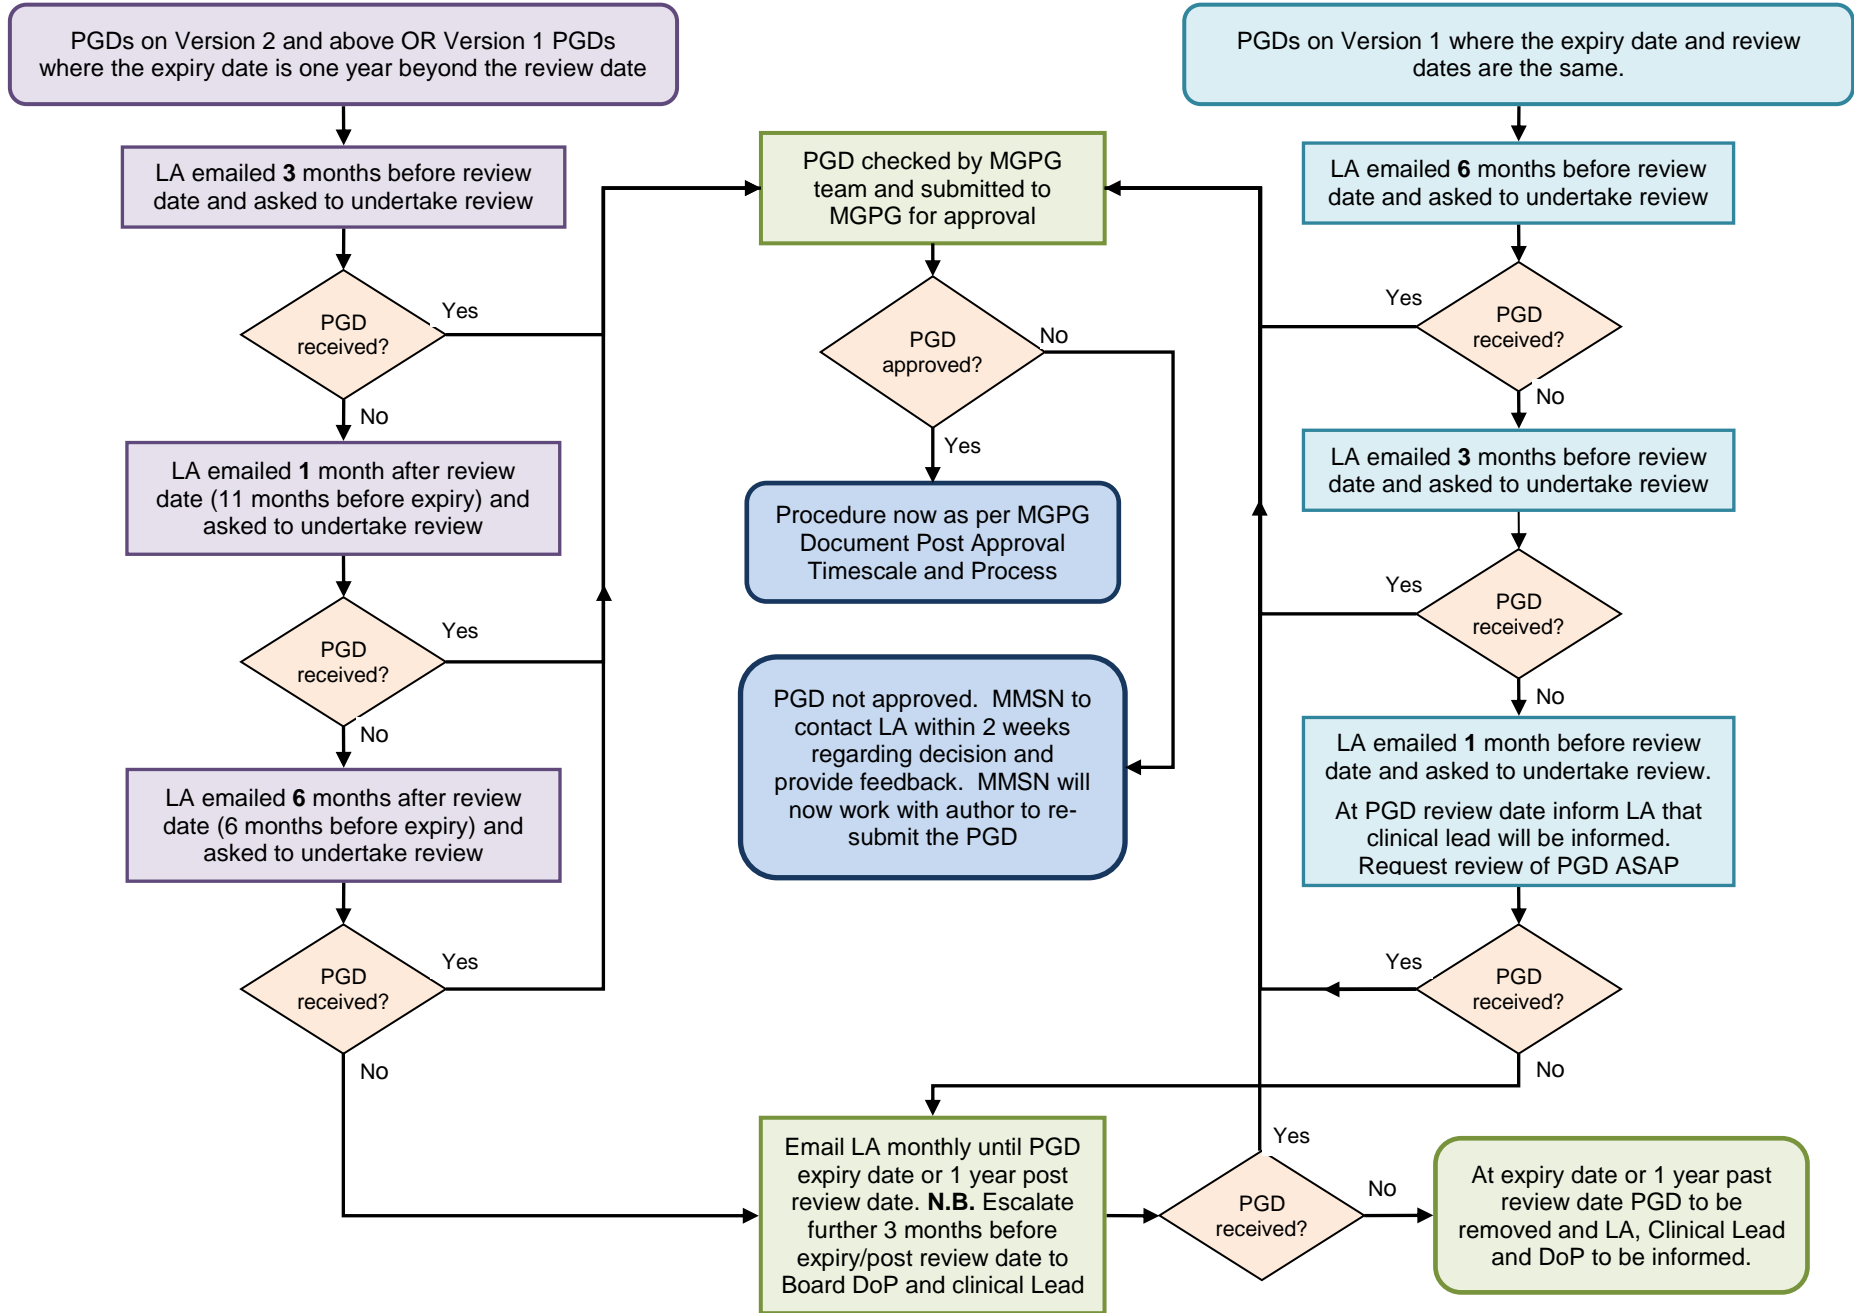 PGDs on Version 2 and above OR Version 1 PGDs
where the expiry date is one year beyond the review date
LA emailed 3 months before review
date and asked to undertake review
PGD
received?
Yes
No
LA emailed 1 month after review
date (11 months before expiry) and
asked to undertake review
PGD
received?
Yes
No
LA emailed 6 months after review
date (6 months before expiry) and
asked to undertake review
PGD
received?
Yes
No
PGD checked by MGPG
team and submitted to
MGPG for approval
PGD
approved?
No
Yes
Procedure now as per MGPG
Document Post Approval
Timescale and Process
PGD not approved. MMSN to
contact LA within 2 weeks
regarding decision and
provide feedback. MMSN will
now work with author to re-
submit the PGD
PGDs on Version 1 where the expiry date and review
dates are the same.
LA emailed 6 months before review
date and asked to undertake review
Yes
PGD
received?
No
LA emailed 3 months before review
date and asked to undertake review
Yes
PGD
received?
No
LA emailed 1 month before review
date and asked to undertake review.
At PGD review date inform LA that
clinical lead will be informed.
Request review of PGD ASAP
Yes
PGD
received?
No
Email LA monthly until PGD
expiry date or 1 year post
review date. N.B. Escalate
further 3 months before
expiry/post review date to
Board DoP and clinical Lead
Yes
PGD
received?
No
At expiry date or 1 year past
review date PGD to be
removed and LA, Clinical Lead
and DoP to be informed.